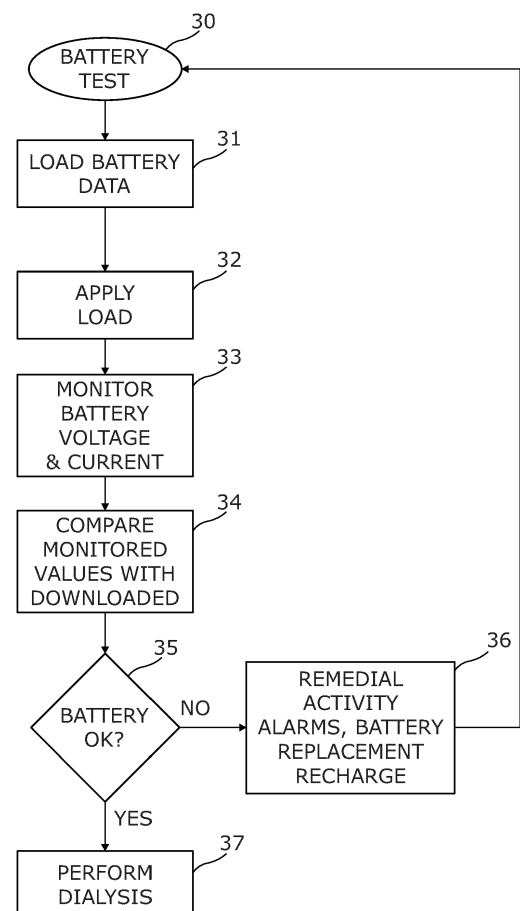 30
BATTERY
TEST
31
LOAD BATTERY
DATA
32
APPLY
LOAD
33
MONITOR
BATTERY
VOLTAGE
& CURRENT
34
COMPARE
MONITORED
VALUES WITH
DOWNLOADED
35
BATTERY
OK?
NO
36
REMEDIAL
ACTIVITY
ALARMS, BATTERY
REPLACEMENT
RECHARGE
YES
37
PERFORM
DIALYSIS